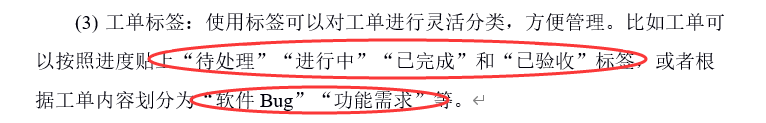 (3) 工单标签：使用标签可以对工单进行灵活分类，方便管理。比如工单可
以按照进度贴上“待处理”“进行中”“已完成”和“已验收”标签，或者根
据工单内容划分为“软件 Bug”“功能需求”等。↵